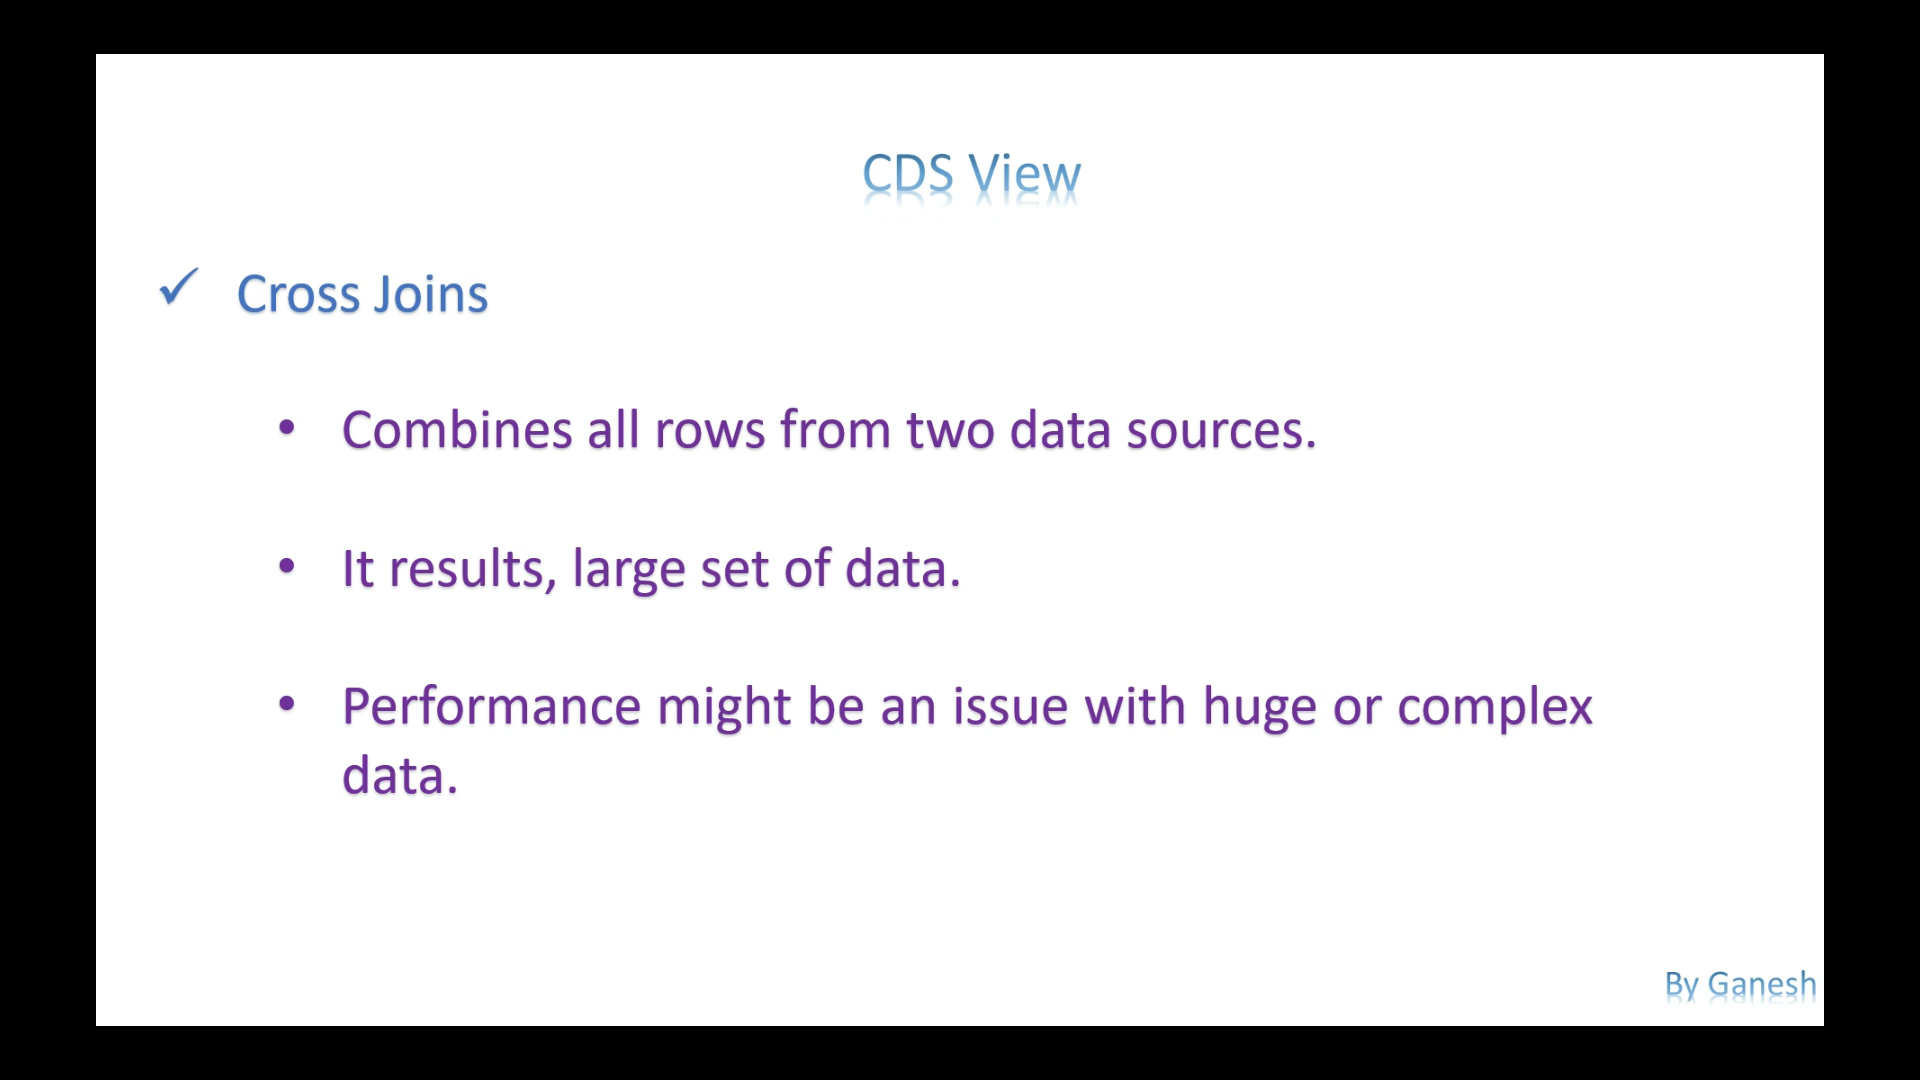 CDS View
✓ Cross Joins
• Combines all rows from two data sources.
• It results, large set of data.
• Performance might be an issue with huge or complex
data.
By Ganesh